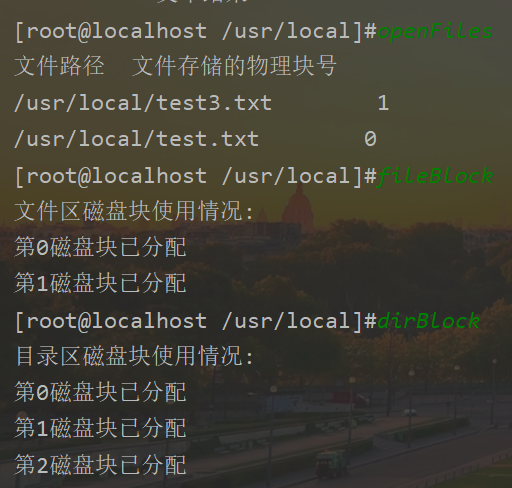 [root@localhost /usr/local]#openFiles
文件路径  文件存储的物理块号
/usr/local/test3.txt        1
/usr/local/test.txt        0
[root@localhost /usr/local]#fileBlock
文件区磁盘块使用情况:
第0磁盘块已分配
第1磁盘块已分配
[root@localhost /usr/local]#dirBlock
目录区磁盘块使用情况:
第0磁盘块已分配
第1磁盘块已分配
第2磁盘块已分配